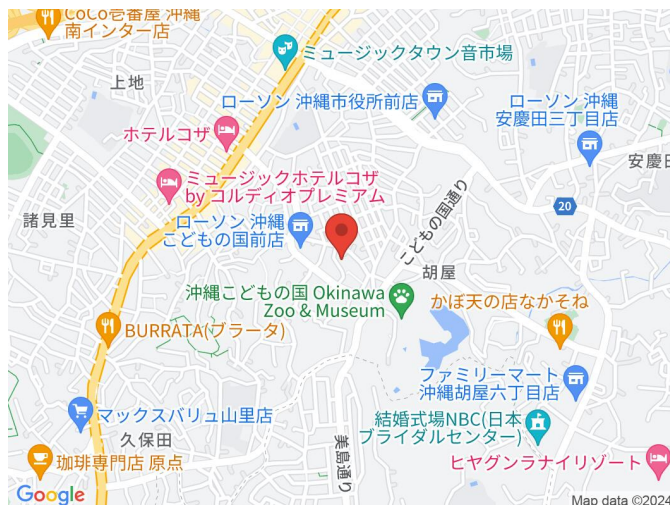 CoCo壱番屋 沖縄
南インター店
ミュージックタウン音市場
上地
ローソン 沖縄市役所前店
ローソン 沖縄
安慶田三丁目店
ホテルコザ
安慶田
ミュージックホテルコザ
by コルディオプレミアム
20
諸見里
ローソン 沖縄
こどもの国前店
こどもの国通り
胡屋
沖縄こどもの国 Okinawa
Zoo & Museum
かぼ天の店なかそね
BURRATA(ブラータ)
ファミリーマート
沖縄胡屋六丁目店
マックスバリュ山里店
結婚式場NBC(日本
ブライダルセンター)
久保田
美島通り
珈琲専門店 原点
ヒヤグンラナイリゾート
Google
Map data ©2024